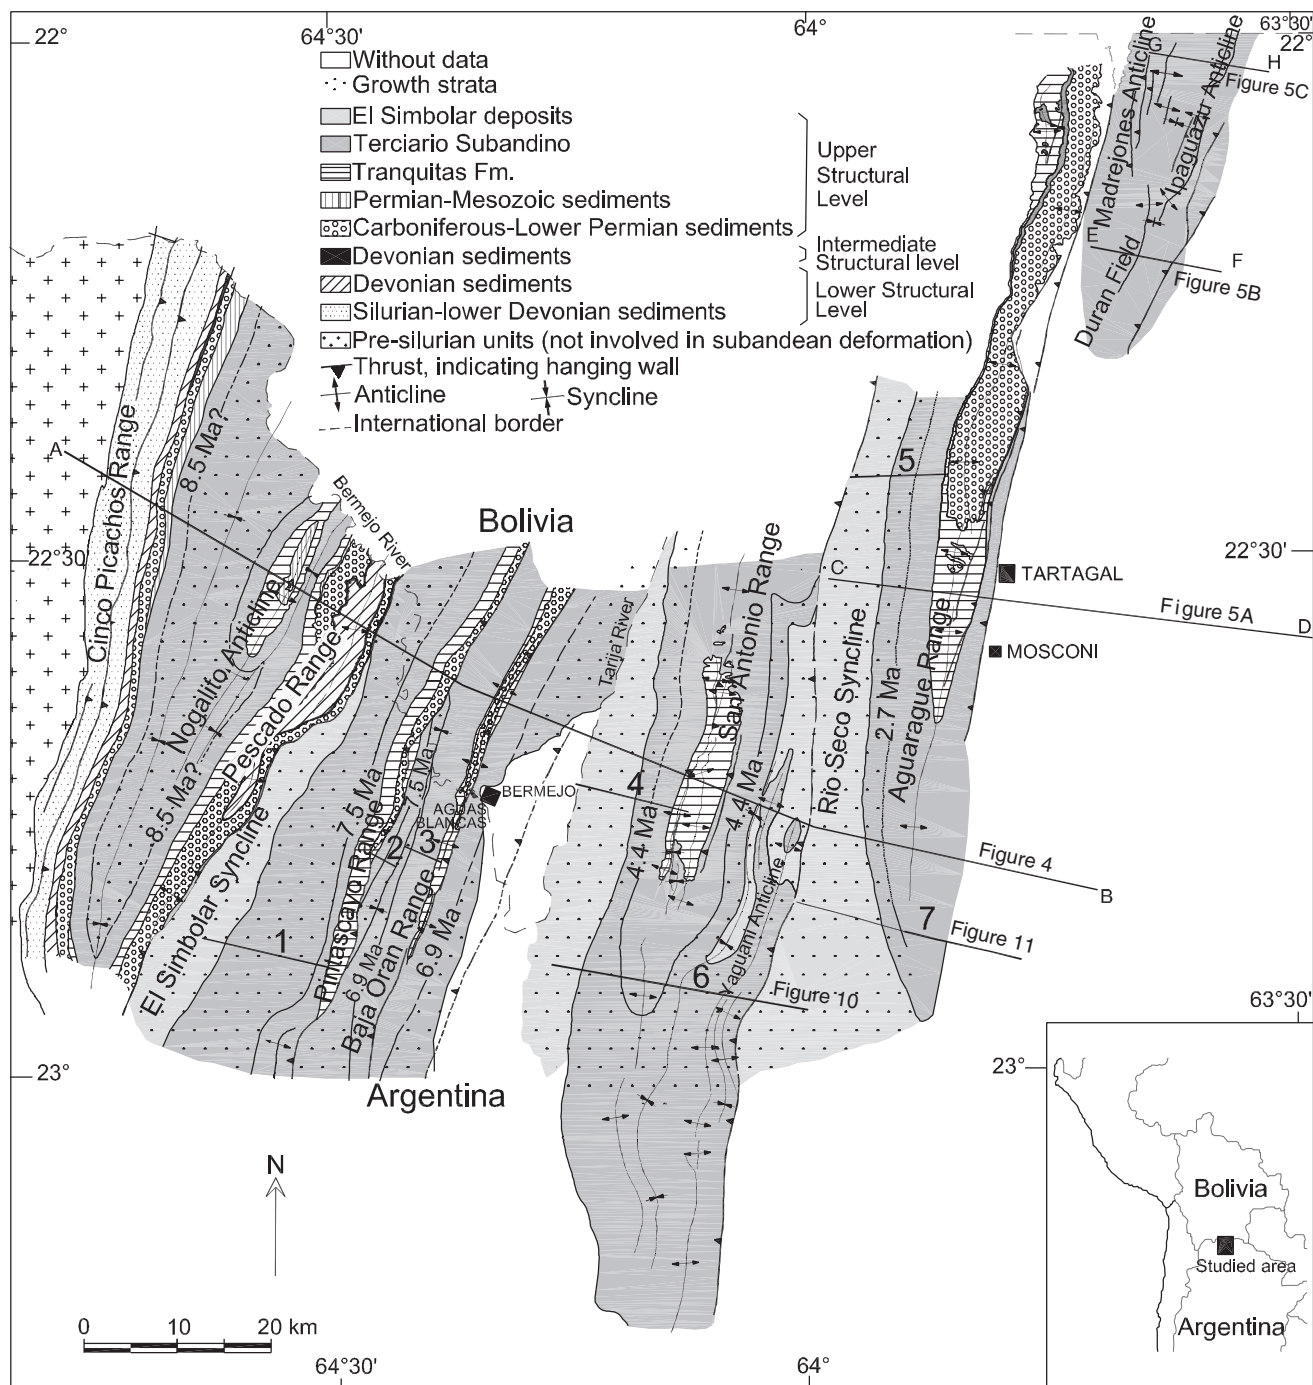 22°
64°30'
64°
63°30'
22°
Without data
Growth strata
El Simbolar deposits
Terciario Subandino
Tranquitas Fm.
Permian-Mesozoic sediments
Carboniferous-Lower Permian sediments
Upper
Structural
Level
Devonian sediments
Intermediate
Structural level
Devonian sediments
Silurian-lower Devonian sediments
Lower Structural
Level
Pre-silurian units (not involved in subandean deformation)
Thrust, indicating hanging wall
Anticline
Syncline
International border
G
H
Figure 5C
Madrejones Anticline
Ipaguazu Anticline
E
F
Figure 5B
Duran Field
A
Cinco Picachos Range
8.5 Ma?
Bermejo River
Bolivia
5
22°30'
22°30'
C
TARTAGAL
Figure 5A
D
MOSCONI
Nogalito Anticline
Pescado Range
8.5 Ma?
El Simbolar Syncline
Tarija River
San Antonio Range
Rio Seco Syncline
2.7 Ma
Aguarague Range
7.5 Ma
7.5 Ma
AGUAS
BLANCAS
BERMEJO
Pintascayo Range
2
3
4
4.4 Ma
4.4 Ma
Figure 4
B
1
6.9 Ma
Baja Oran Range
6.9 Ma
Yaguani Anticline
6
7
Figure 11
Figure 10
63°30'
23°
Argentina
23°
N
0 10 20 km
64°30'
64°
Bolivia
Studied area
Argentina